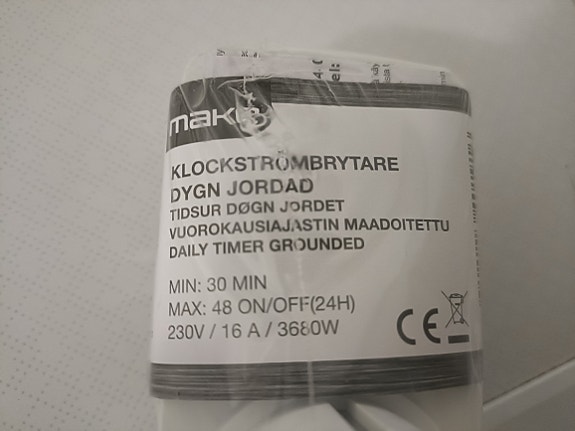 mak
KLOCKSTRÖMBRYTARE
DYGN JORDAD
TIDSUR DØGN JORDET
VUOROKAUSIAJASTIN MAADOITETTU
DAILY TIMER GROUNDED
MIN: 30 MIN
MAX: 48 ON/OFF(24H)
230V / 16 A / 3680W
CE